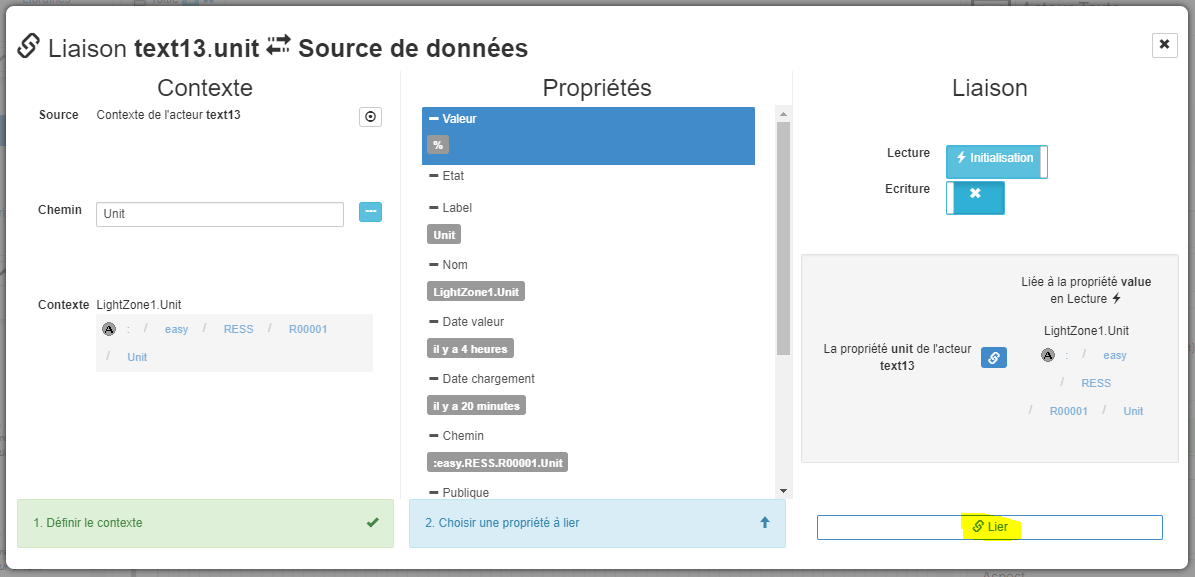 Liaison text13.unit Source de données
Contexte
Source Contexte de l'acteur text13
Chemin Unit
Contexte LightZone1.Unit
A : / easy / RESS / R00001
/ Unit
1. Définir le contexte
Propriétés
Valeur
%
Etat
Label
Unit
Nom
LightZone1.Unit
Date valeur
il y a 4 heures
Date chargement
il y a 20 minutes
Chemin
:easy.RESS.R00001.Unit
Publique
2. Choisir une propriété à lier
Liaison
Lecture Initialisation
Ecriture
La propriété unit de l'acteur
text13
Liée à la propriété value
en Lecture
LightZone1.Unit
A : / easy
/ RESS
/ R00001 / Unit
Lier